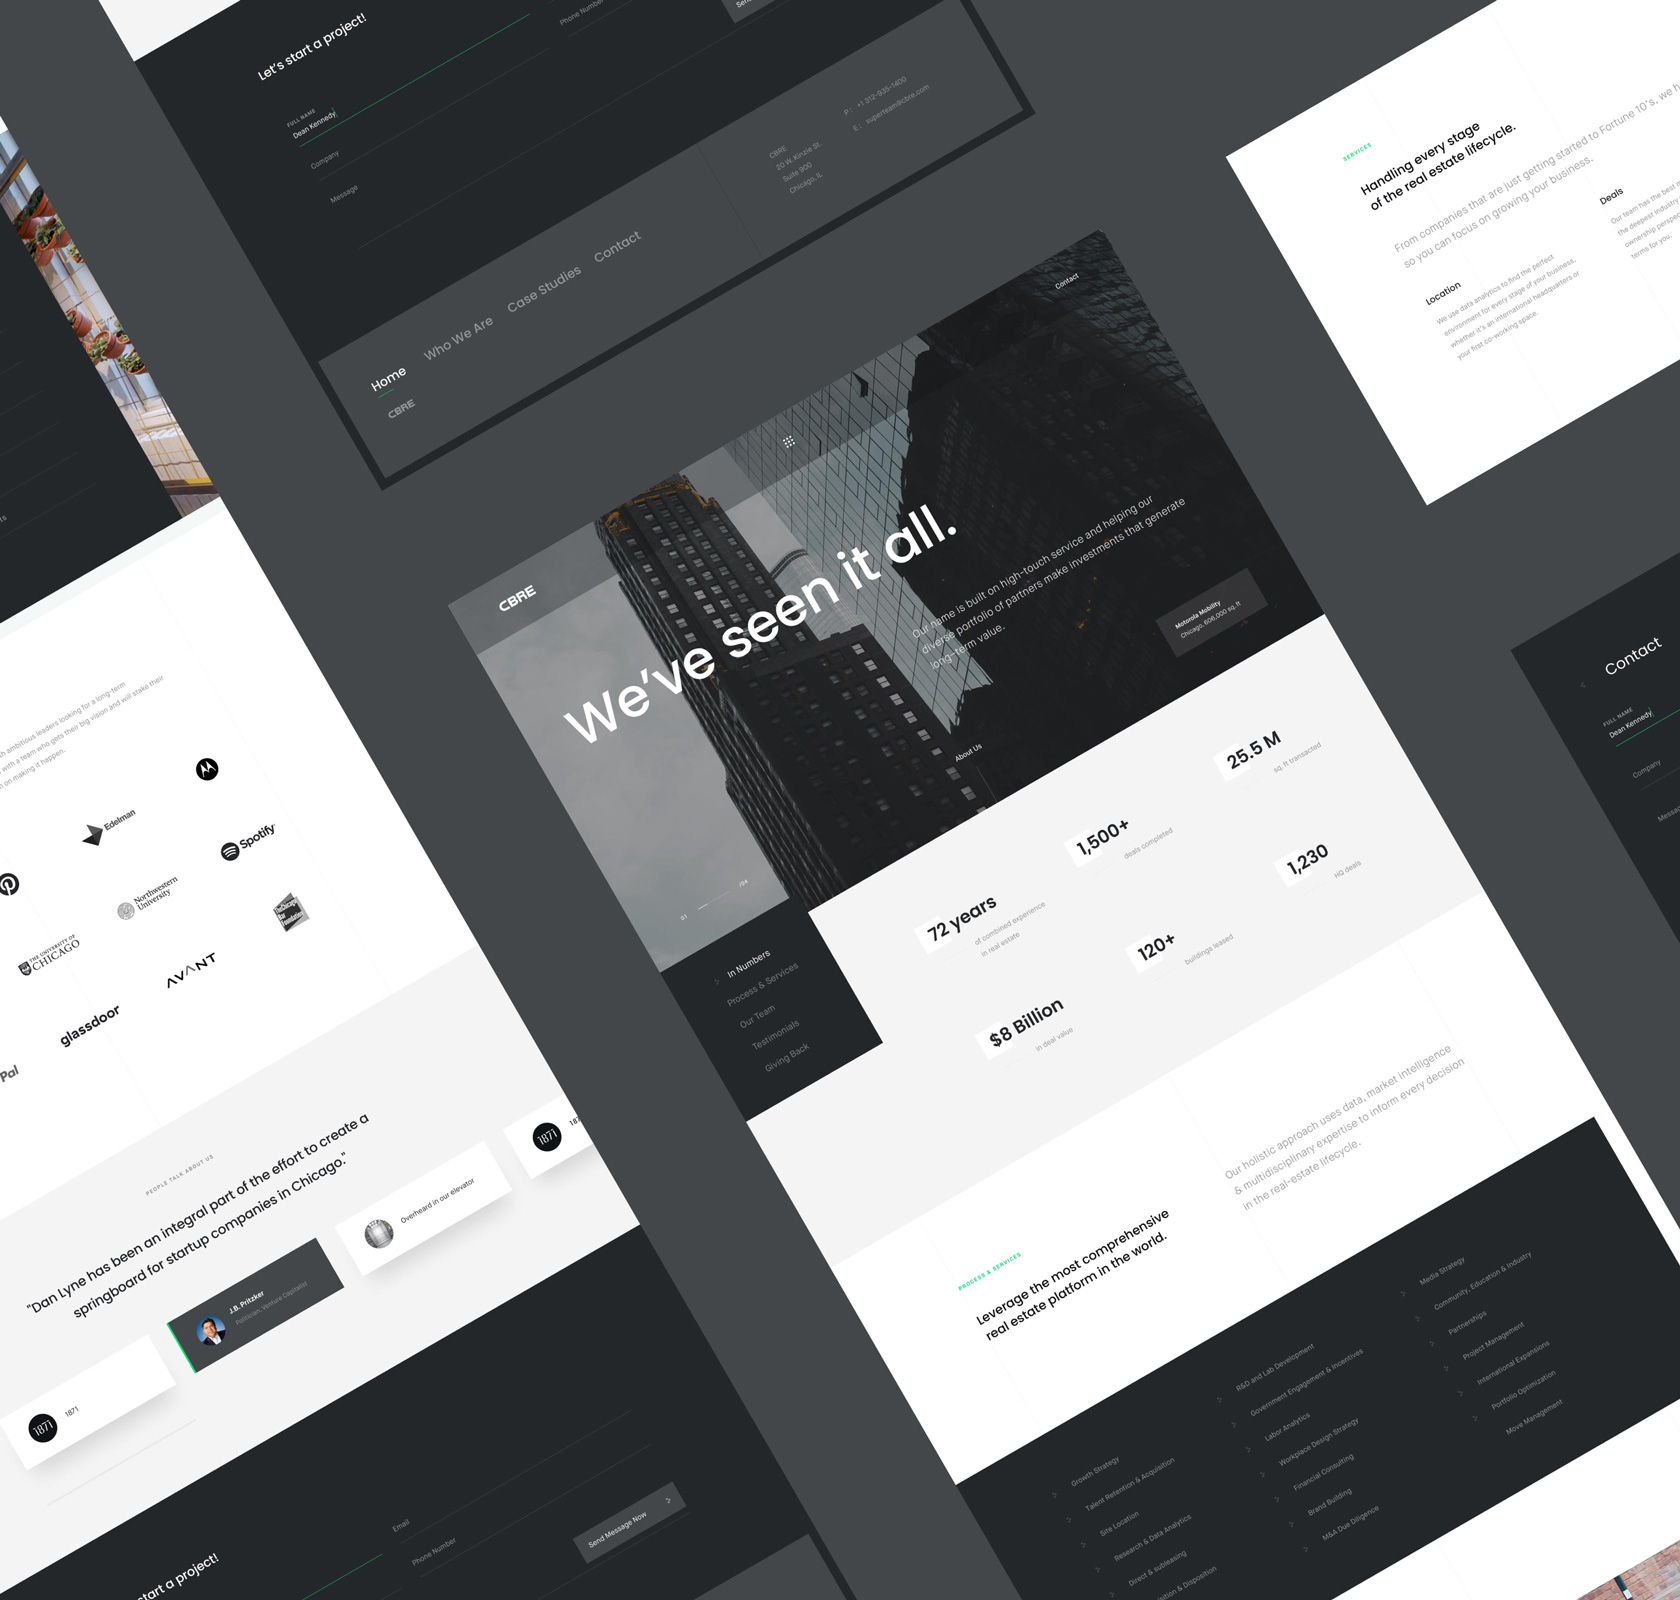 Let's start a project!
FULL NAME
Dean Kennedy
Company
Message
Phone Number
Home
Who We Are
Case Studies
Contact
CBRE
CBRE
20 W. Kinzie St.
Suite 900
Chicago, IL
P: +1 312-935-1400
E: superteam@cbre.com
SERVICES
Handling every stage
of the real estate lifecycle.
From companies that are just getting started to Fortune 10's, we
so you can focus on growing your business.
Location
We use data analytics to find the perfect
environment for every stage of your business,
whether it's an international headquarters or
your first co-working space.
Deals
Our team has the best
the deepest industry
ownership
terms for you.
CBRE
Contact
We've seen it all.
Our name is built on high-touch service and helping our
diverse portfolio of partners make investments that generate
long-term value.
Motorola Mobility
Chicago, 606,000 sq. ft
About Us
01
/04
In Numbers
Process & Services
Our Team
Testimonials
Giving Back
72 years
of combined experience
in real estate
1,500+
deals completed
25.5 M
sq. ft transacted
$8 Billion
in deal value
120+
buildings leased
1,230
HQ deals
PROCESS & SERVICES
Leverage the most comprehensive
real estate platform in the world.
Our holistic approach uses data, market intelligence
& multidisciplinary expertise to inform every decision
in the real-estate lifecycle.
Growth Strategy
Talent Retention & Acquisition
Site Location
Research & Data Analytics
Direct & subleasing
& Disposition
R&D and Lab Development
Government Engagement & Incentives
Labor Analytics
Workplace Design Strategy
Financial Consulting
Brand Building
M&A Due Diligence
Media Strategy
Community, Education & Industry
Partnerships
Project Management
International Expansions
Portfolio Optimization
Move Management
Contact
FULL NAME
Dean Kennedy
Company
ambitious leaders looking for a long-term
with a team who gets their big vision and will stake their
on making it happen.
Edelman
THE UNIVERSITY OF
CHICAGO
Northwestern
University
Spotify
Pal
glassdoor
AVANT
PEOPLE TALK ABOUT US
"Dan Lyne has been an integral part of the effort to create a
springboard for startup companies in Chicago."
1871
1871
J.B. Pritzker
Politician, Venture Capitalist
Overheard in our elevator
1871
start a project!
Email
Phone Number
Send Message Now